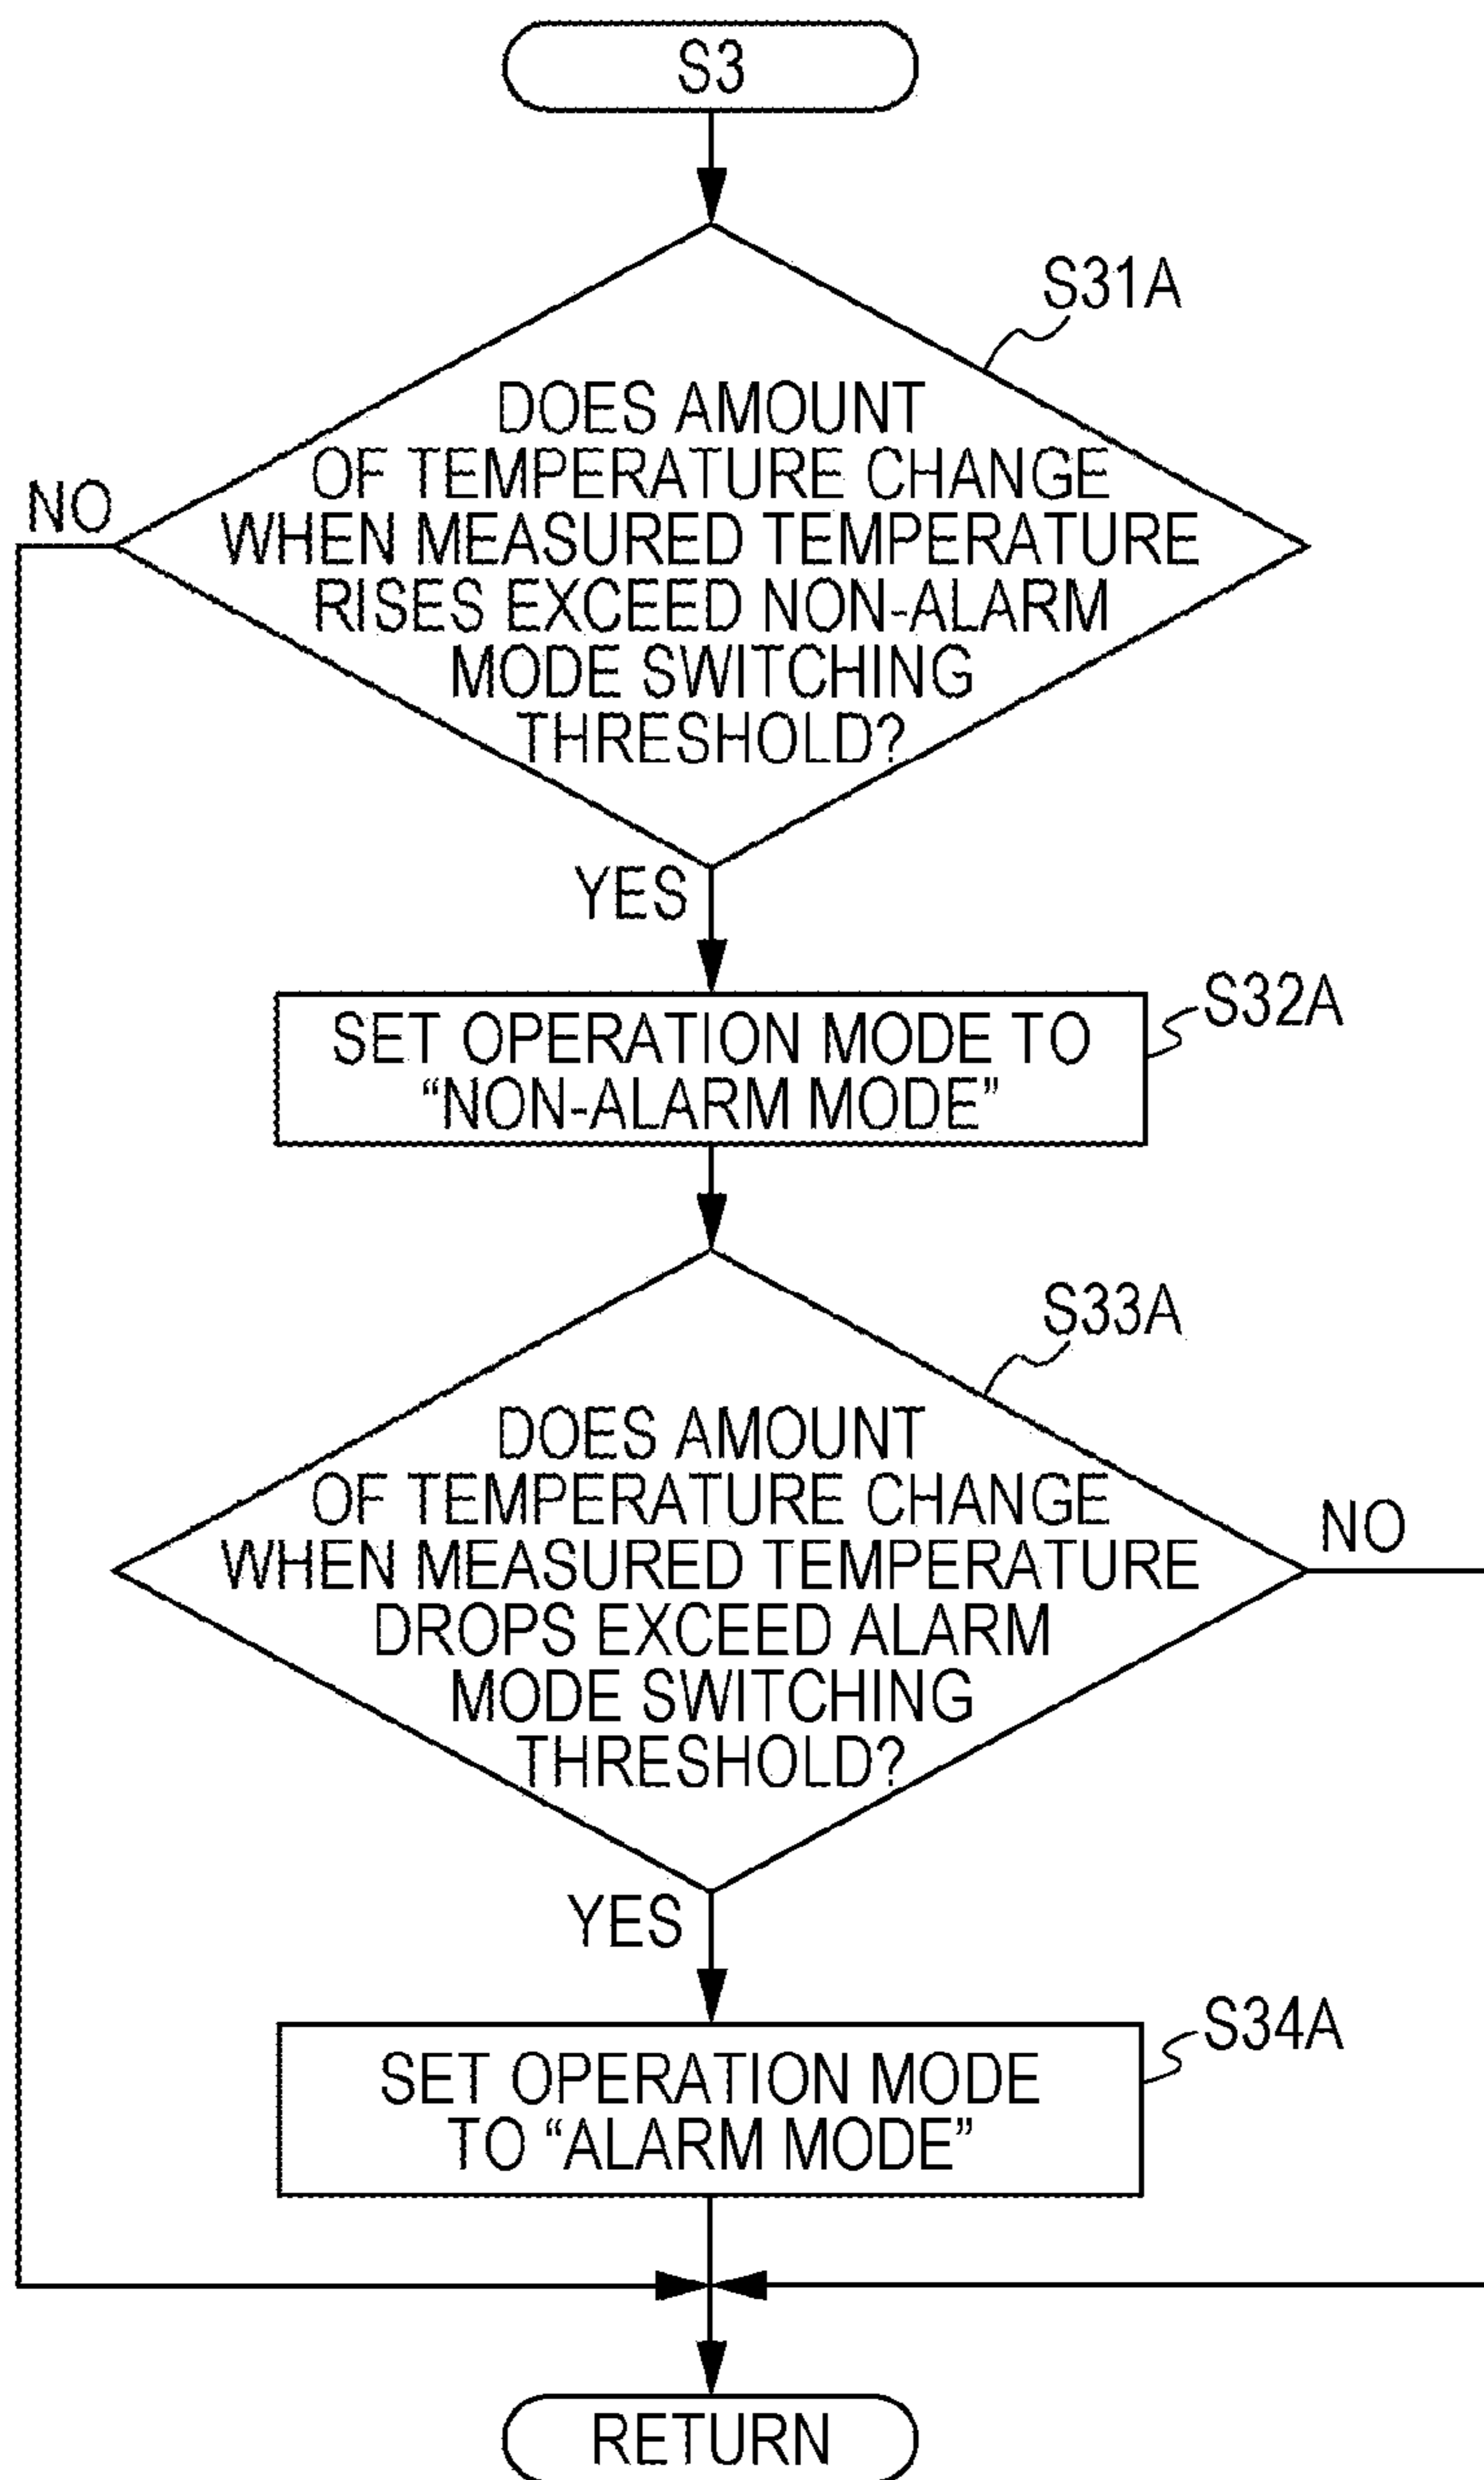 S3
S31A
DOES AMOUNT
OF TEMPERATURE CHANGE
WHEN MEASURED TEMPERATURE
RISES EXCEED NON-ALARM
MODE SWITCHING
THRESHOLD?
NO
YES
S32A
SET OPERATION MODE TO
“NON-ALARM MODE”
S33A
DOES AMOUNT
OF TEMPERATURE CHANGE
WHEN MEASURED TEMPERATURE
DROPS EXCEED ALARM
MODE SWITCHING
THRESHOLD?
NO
YES
S34A
SET OPERATION MODE
TO “ALARM MODE”
RETURN